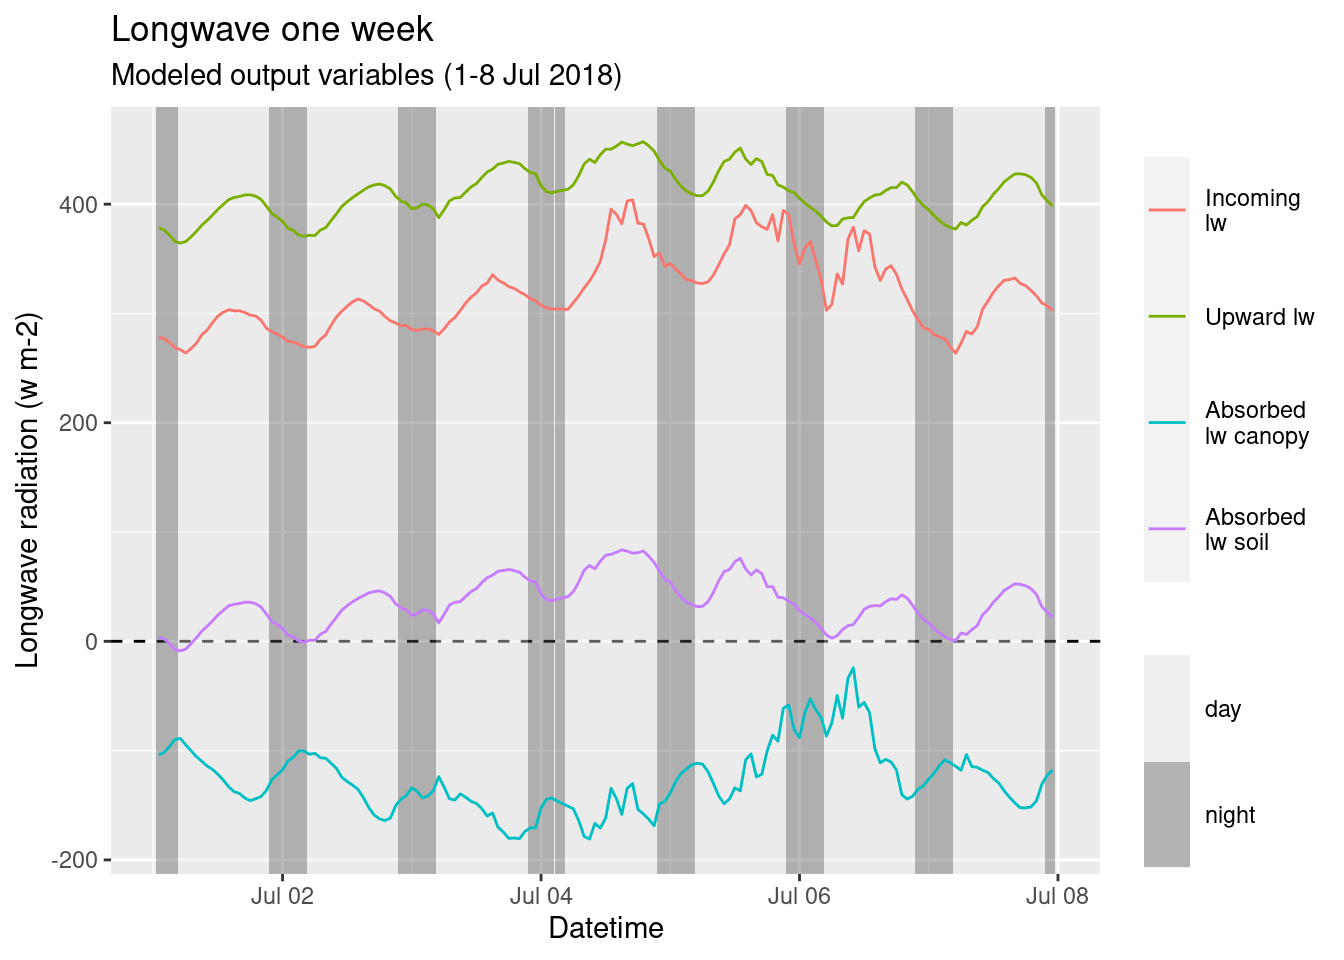 Longwave one week
Modeled output variables (1-8 Jul 2018)
Longwave radiation (w m-2)
400
200
0
-200
Jul 02
Jul 04
Jul 06
Jul 08
Datetime
Incoming
lw
Upward lw
Absorbed
lw canopy
Absorbed
lw soil
day
night